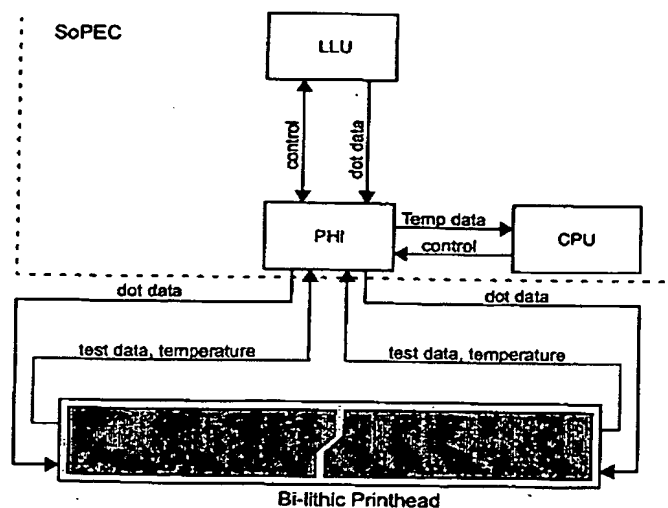 SoPEC
LLU
control
dot data
PHI
Temp data
control
CPU
dot data
dot data
test data, temperature
test data, temperature
Bi-lithic Printhead